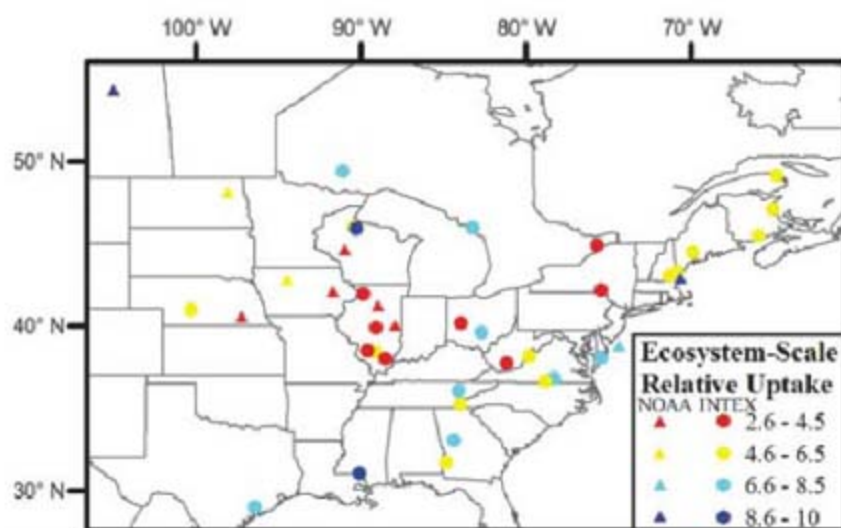 100° W 90° W 80° W 70° W
50° N
40° N
30° N
Ecosystem-Scale
Relative Uptake
NOAA INTEX
2.6 - 4.5
4.6 - 6.5
6.6 - 8.5
8.6 - 10